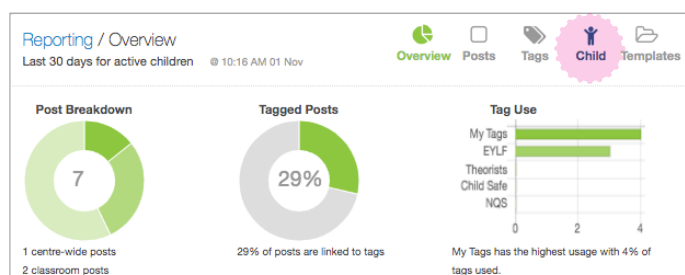 Reporting / Overview
Last 30 days for active children @ 10:16 AM 01 Nov
Overview Posts Tags Child Templates
Post Breakdown
7
1 centre-wide posts
2 classroom posts
Tagged Posts
29%
29% of posts are linked to tags
Tag Use
My Tags
EYLF
Theorists
Child Safe
NQS
0 2 4
My Tags has the highest usage with 4% of
tags used.